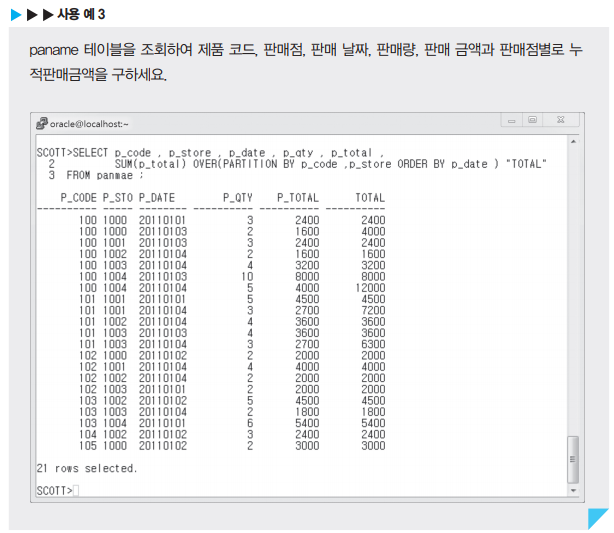 ▶ ▶ ▶ 사용 예 3
paname 테이블을 조회하여 제품 코드, 판매점, 판매 날짜, 판매량, 판매 금액과 판매점별로 누
적판매금액을 구하세요.
oracle@localhost:~
SCOTT>SELECT p_code , p_store , p_date , p_qty , p_total ,
2 SUM(p_total) OVER(PARTITION BY p_code ,p_store ORDER BY p_date ) "TOTAL"
3 FROM panmae ;
P_CODE P_STO P_DATE P_QTY P_TOTAL TOTAL
---------- ----- -------- ---------- ---------- ----------
100 1000 20110101 3 2400 2400
100 1000 20110103 2 1600 4000
100 1001 20110103 3 2400 2400
100 1002 20110104 2 1600 1600
100 1003 20110104 4 3200 3200
100 1004 20110103 10 8000 8000
100 1004 20110104 5 4000 12000
101 1001 20110101 5 4500 4500
101 1001 20110104 3 2700 7200
101 1002 20110104 4 3600 3600
101 1003 20110103 4 3600 3600
101 1003 20110104 3 2700 6300
102 1000 20110102 2 2000 2000
102 1001 20110104 4 4000 4000
102 1002 20110104 2 2000 2000
102 1003 20110101 2 2000 2000
103 1002 20110102 5 4500 4500
103 1003 20110104 2 1800 1800
103 1004 20110101 6 5400 5400
104 1002 20110102 3 2400 2400
105 1000 20110102 2 3000 3000
21 rows selected.
SCOTT>